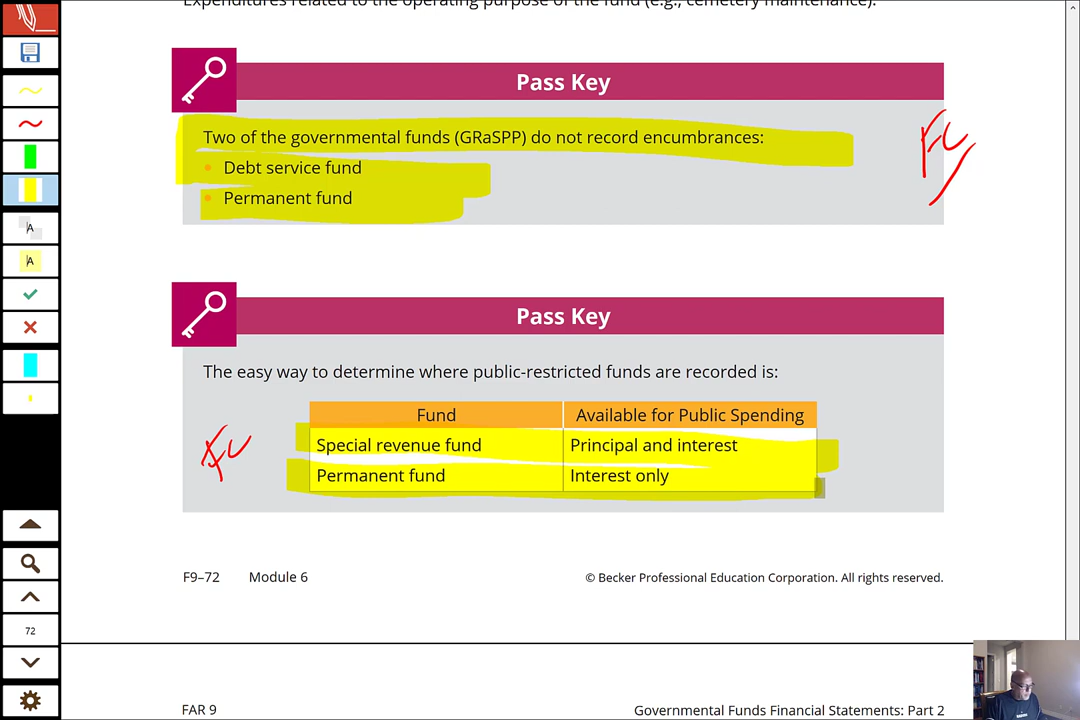 Expenditures related to the operating purpose of the fund (e.g., cemetery maintenance).
Pass Key
Two of the governmental funds (GRaSPP) do not record encumbrances:
• Debt service fund
• Permanent fund
Pass Key
The easy way to determine where public-restricted funds are recorded is:
Fund Available for Public Spending
Special revenue fund Principal and interest
Permanent fund Interest only
F9–72 Module 6 © Becker Professional Education Corporation. All rights reserved.
A
A
72
FAR 9 Governmental Funds Financial Statements: Part 2